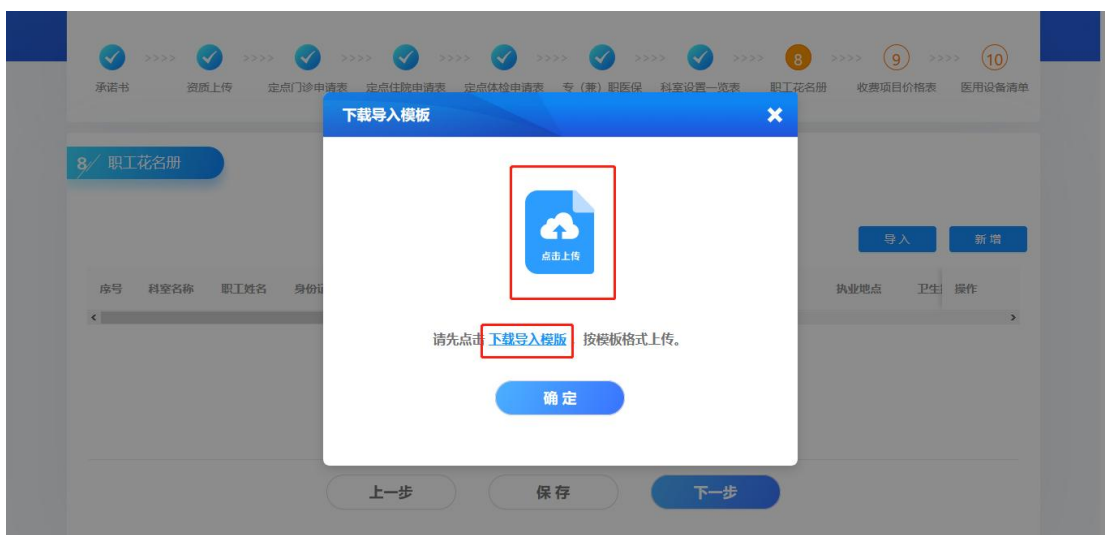 >>>> >>>> >>>> >>>> >>>> >>>> >>>> 8 >>>> 9 >>>> 10
承诺书 资质上传 定点门诊申请表 定点住院申请表 定点体检申请表 专（兼）职医保 科室设置一览表 职工花名册 收费项目价格表 医用设备清单
下载导入模板
8 职工花名册
点击上传
导入 新增
序号 科室名称 职工姓名 身份证 执业地点 卫生 操作
请先点击 下载导入模版 按模板格式上传。
确定
上一步 保存 下一步